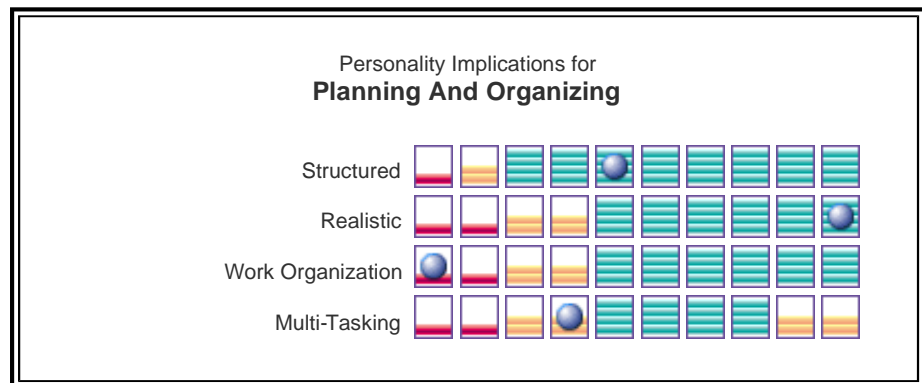 Personality Implications for
Planning And Organizing
Structured
Realistic
Work Organization
Multi-Tasking